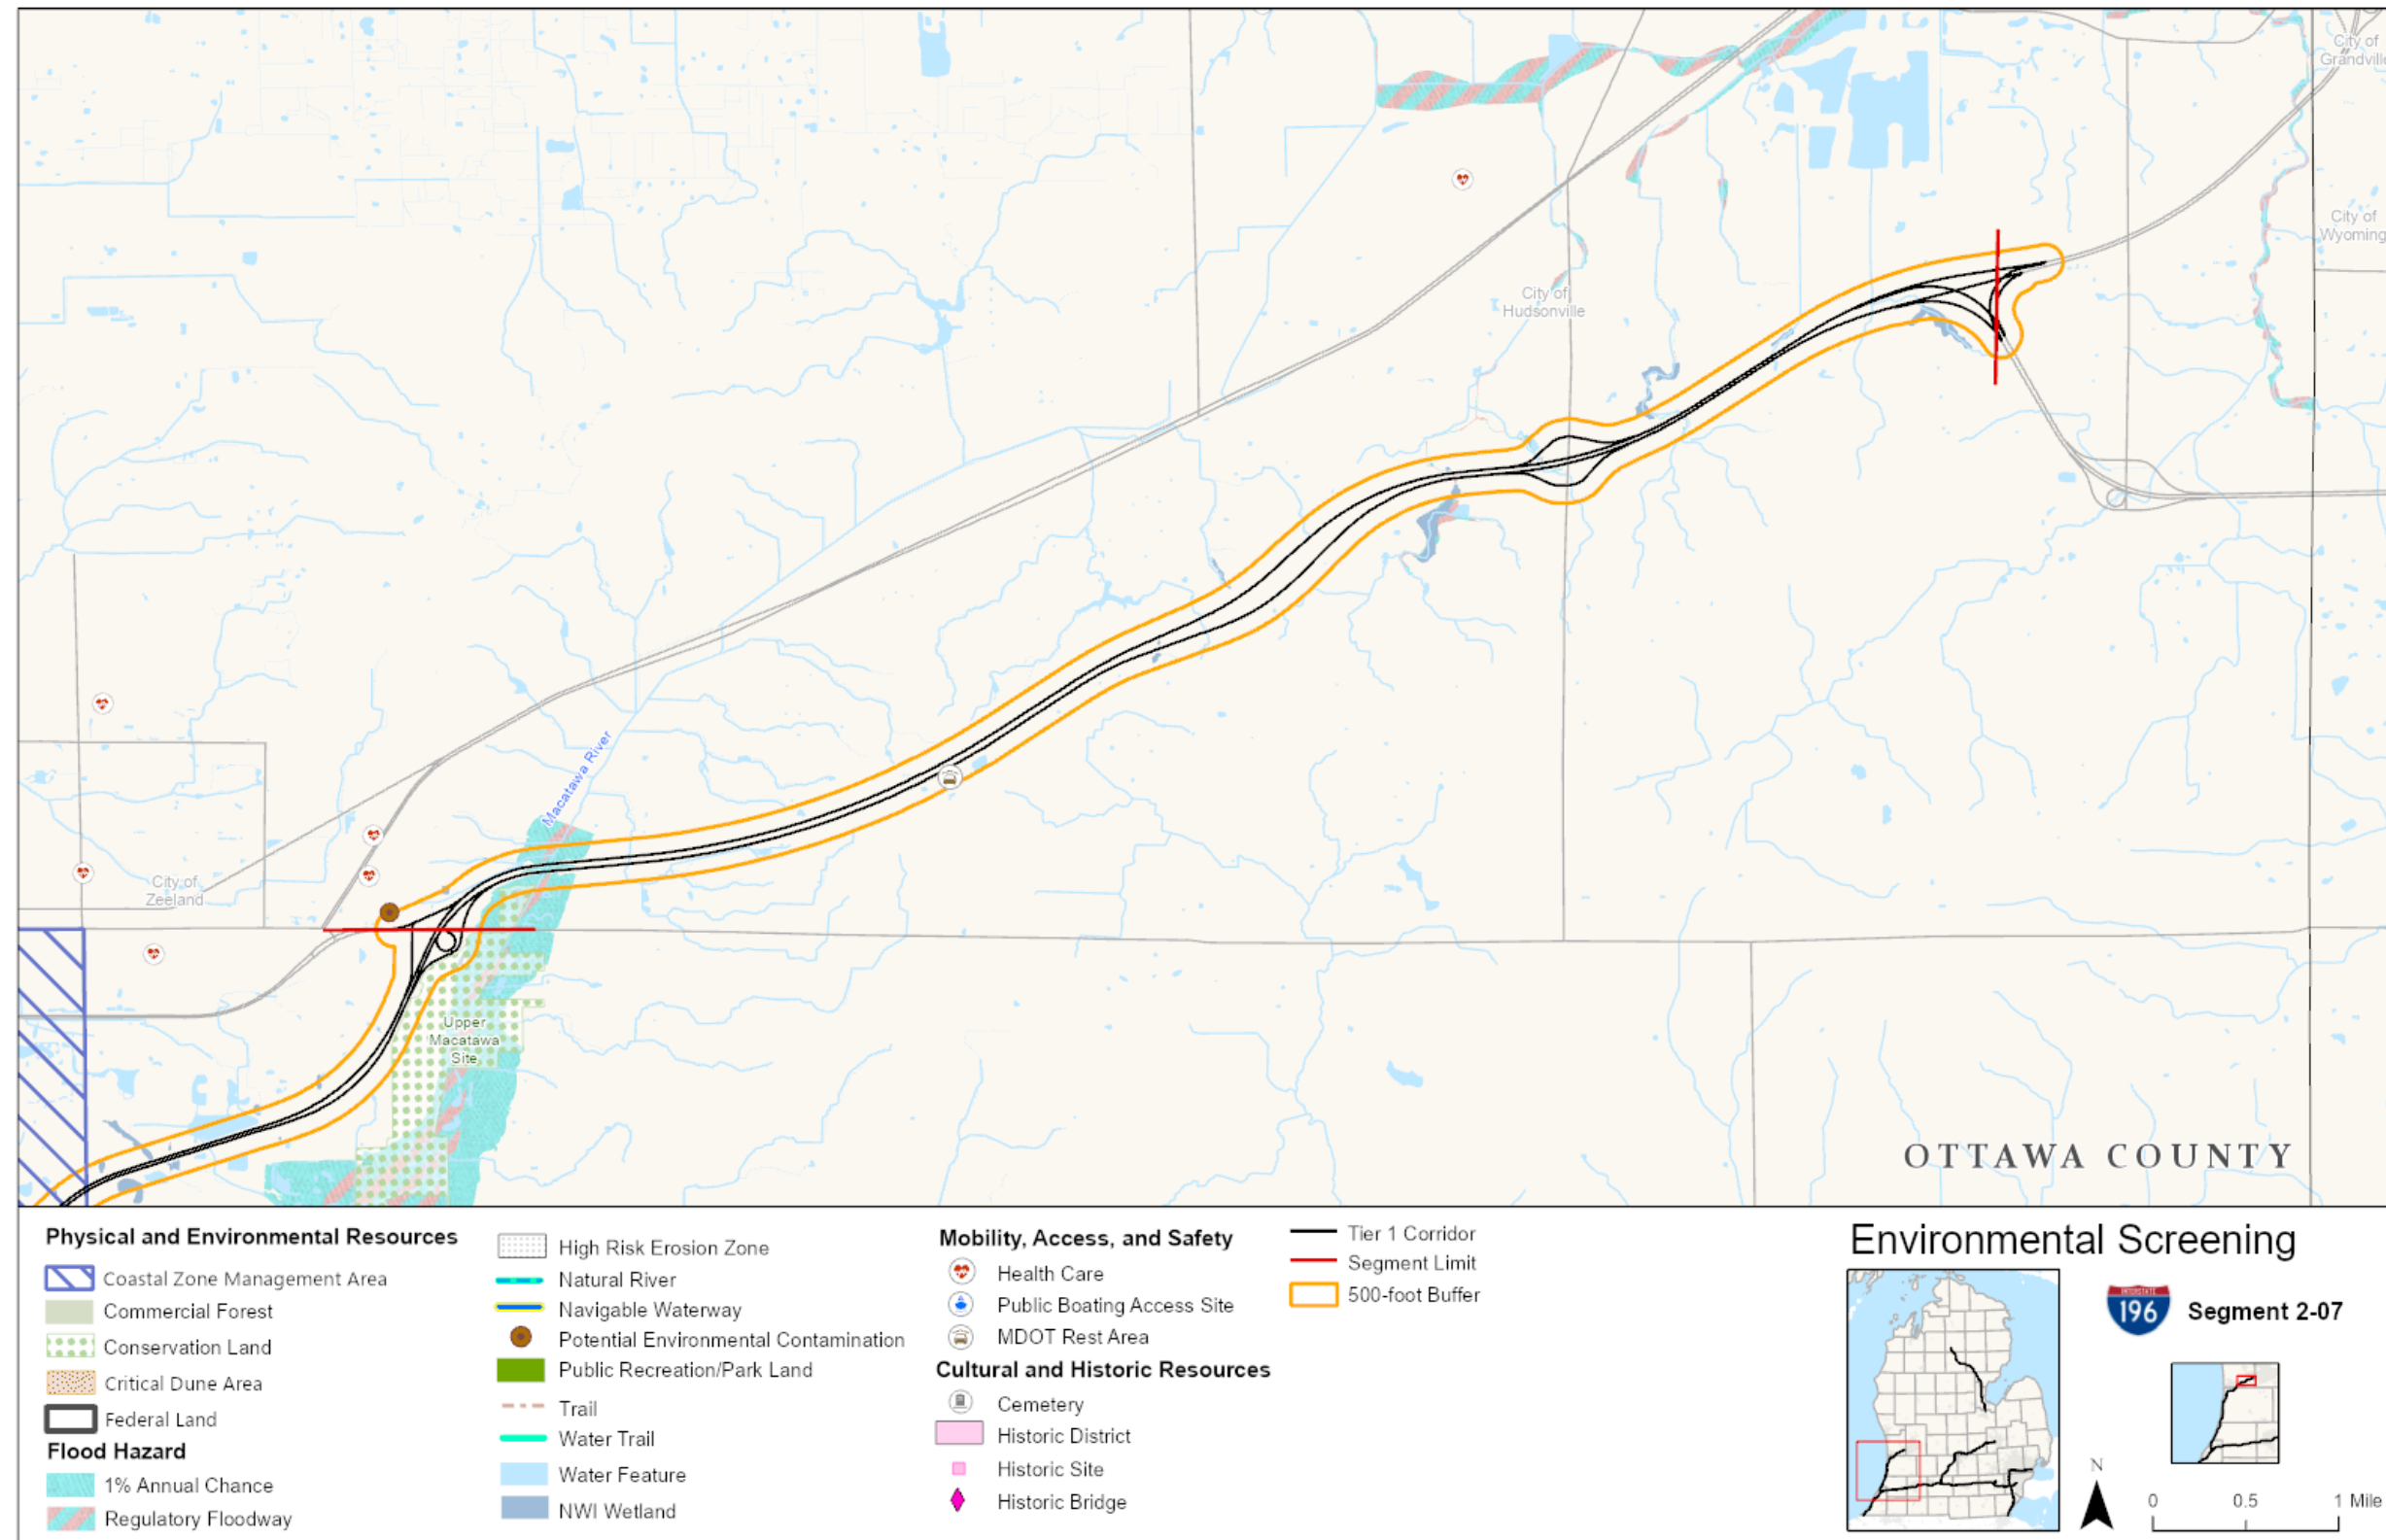 City of
Grandville
City of
Wyoming
City of
Hudsonville
Macatawa River
City of
Zeeland
Upper
Macatawa
Site
OTTAWA COUNTY
Physical and Environmental Resources
Coastal Zone Management Area
Commercial Forest
Conservation Land
Critical Dune Area
Federal Land
Flood Hazard
1% Annual Chance
Regulatory Floodway
High Risk Erosion Zone
Natural River
Navigable Waterway
Potential Environmental Contamination
Public Recreation/Park Land
Trail
Water Trail
Water Feature
NWI Wetland
Mobility, Access, and Safety
Health Care
Public Boating Access Site
MDOT Rest Area
Cultural and Historic Resources
Cemetery
Historic District
Historic Site
Historic Bridge
Tier 1 Corridor
Segment Limit
500-foot Buffer
Environmental Screening
INTERSTATE
196
Segment 2-07
N
0 0.5 1 Mile